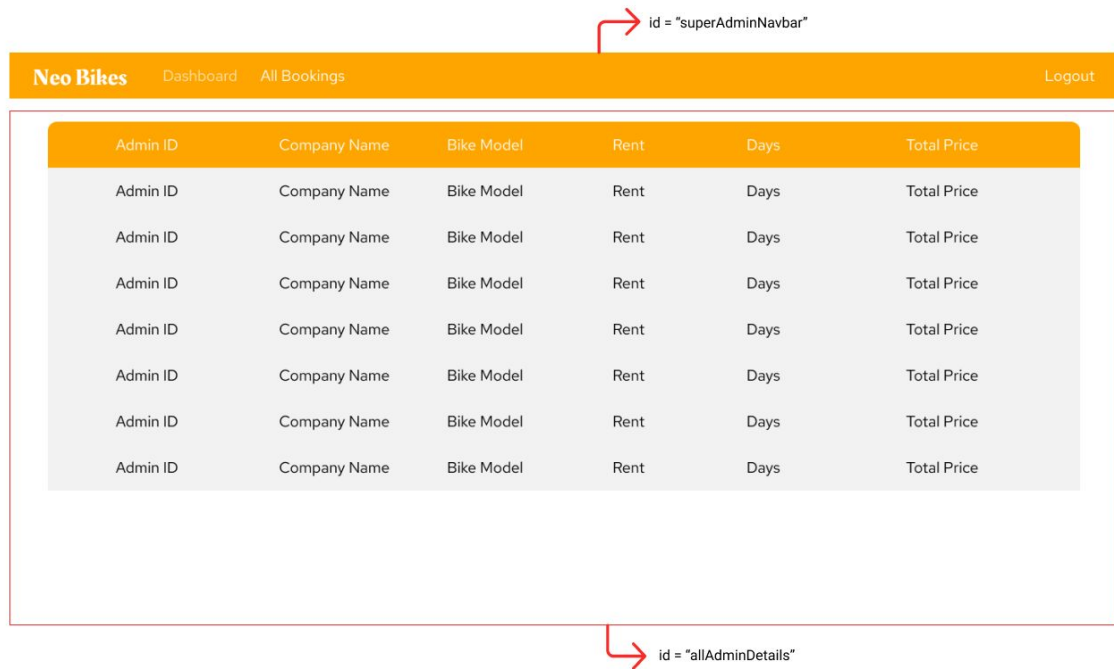 id = “superAdminNavbar”
Neo Bikes Dashboard All Bookings Logout
Admin ID Company Name Bike Model Rent Days Total Price
Admin ID Company Name Bike Model Rent Days Total Price
Admin ID Company Name Bike Model Rent Days Total Price
Admin ID Company Name Bike Model Rent Days Total Price
Admin ID Company Name Bike Model Rent Days Total Price
Admin ID Company Name Bike Model Rent Days Total Price
Admin ID Company Name Bike Model Rent Days Total Price
Admin ID Company Name Bike Model Rent Days Total Price
id = “allAdminDetails”